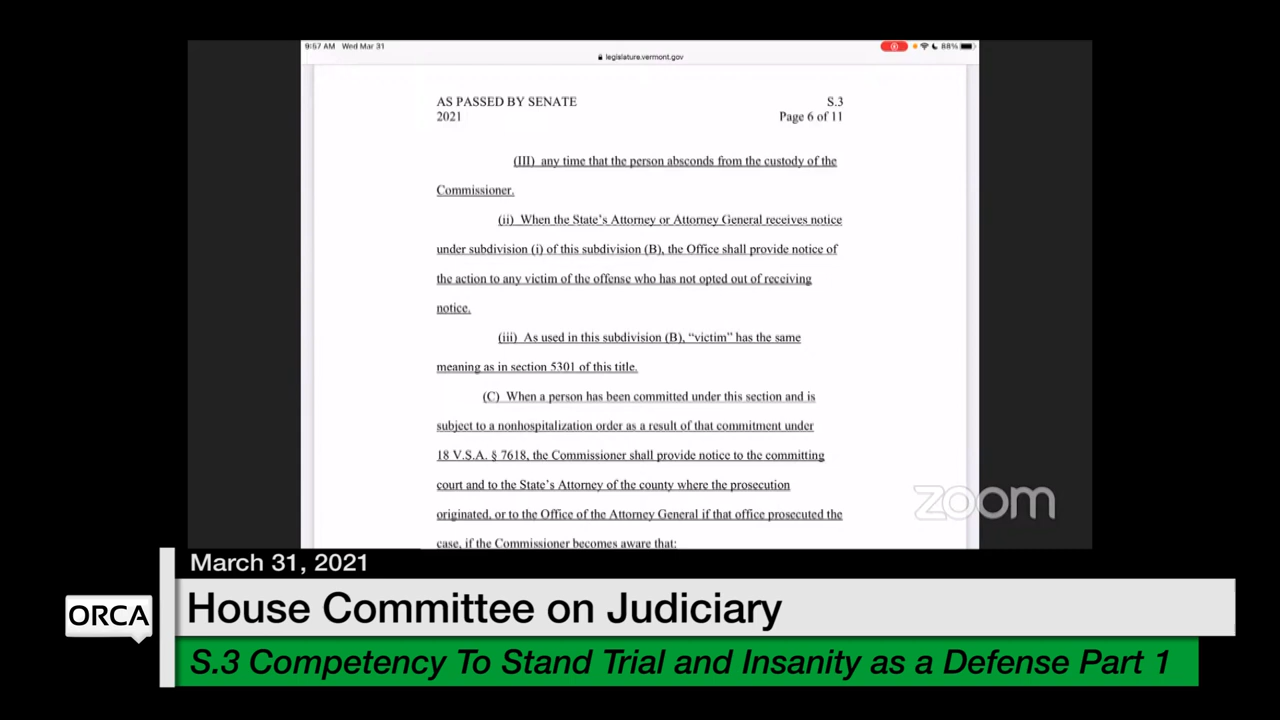 9:57 AM Wed Mar 31
88%
legislature.vermont.gov
AS PASSED BY SENATE S.3
2021 Page 6 of 11
(III) any time that the person absconds from the custody of the
Commissioner.
(ii) When the State’s Attorney or Attorney General receives notice
under subdivision (i) of this subdivision (B), the Office shall provide notice of
the action to any victim of the offense who has not opted out of receiving
notice.
(iii) As used in this subdivision (B), “victim” has the same
meaning as in section 5301 of this title.
(C) When a person has been committed under this section and is
subject to a nonhospitalization order as a result of that commitment under
18 V.S.A. § 7618, the Commissioner shall provide notice to the committing
court and to the State’s Attorney of the county where the prosecution
originated, or to the Office of the Attorney General if that office prosecuted the
case, if the Commissioner becomes aware that:
zoom
March 31, 2021
ORCA
House Committee on Judiciary
S.3 Competency To Stand Trial and Insanity as a Defense Part 1